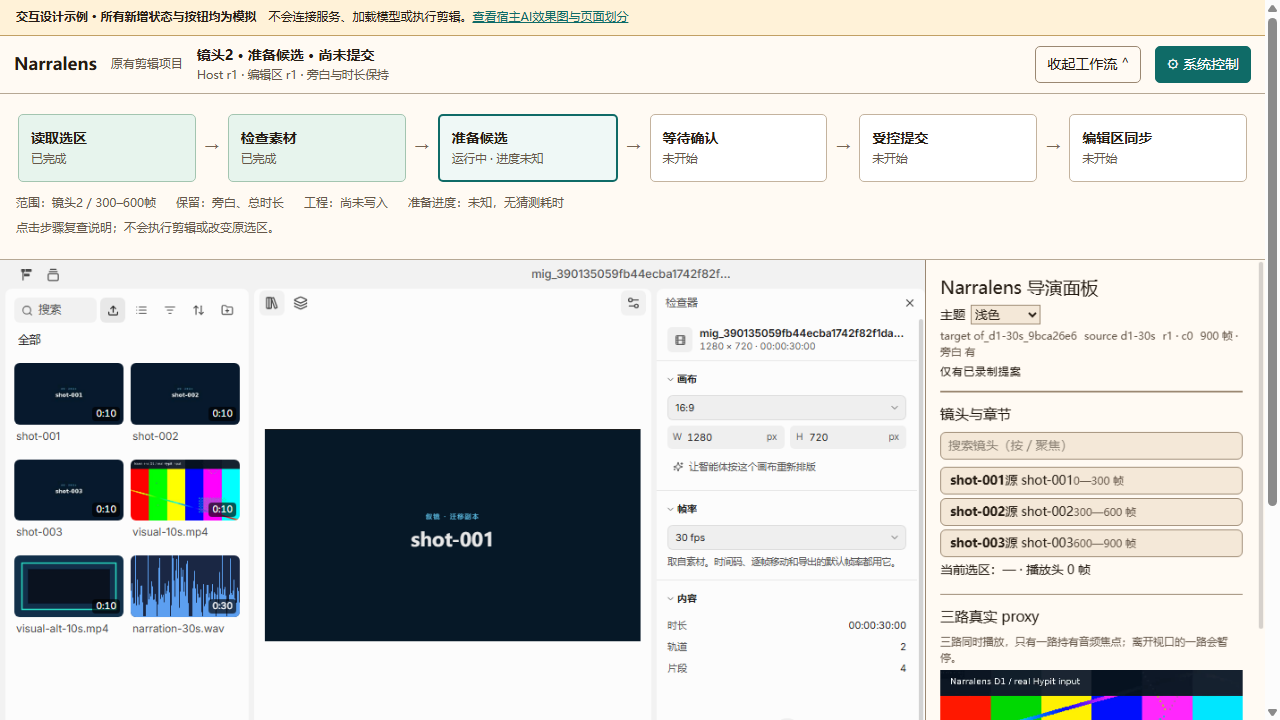 交互设计示例 • 所有新增状态与按钮均为模拟 不会连接服务、加载模型或执行剪辑。查看宿主AI效果图与页面划分
Narralens 原有剪辑项目
镜头2 • 准备候选 • 尚未提交
Host r1 · 编辑区 r1 · 旁白与时长保持
收起工作流 ^
⚙ 系统控制
读取选区
已完成
→
检查素材
已完成
→
准备候选
运行中 · 进度未知
→
等待确认
未开始
→
受控提交
未开始
→
编辑区同步
未开始
范围：镜头2 / 300–600帧 保留：旁白、总时长 工程：尚未写入 准备进度：未知，无猜测耗时
点击步骤复查说明；不会执行剪辑或改变原选区。
mig_390135059fb44ecba1742f82f...
搜索
全部
shot-001
0:10
shot-001
shot-002
0:10
shot-002
shot-003
0:10
shot-003
0:10
visual-10s.mp4
0:10
visual-alt-10s.mp4
0:30
narration-30s.wav
叙镜 · 迁移副本
shot-001
检查器
mig_390135059fb44ecba1742f82f1da...
1280 × 720 · 00:00:30:00
画布
16:9
W 1280 px
H 720 px
让智能体按这个画布重新排版
帧率
30 fps
取自素材。时间码、逐帧移动和导出的默认帧率都用它。
内容
时长 00:00:30:00
轨道 2
片段 4
Narralens 导演面板
主题 浅色
target of_d1-30s_9bca26e6 source d1-30s r1 · c0 900 帧 ·
旁白 有
仅有已录制提案
镜头与章节
搜索镜头（按 / 聚焦）
shot-001源 shot-0010—300 帧
shot-002源 shot-002300—600 帧
shot-003源 shot-003600—900 帧
当前选区：— · 播放头 0 帧
三路真实 proxy
三路同时播放，只有一路持有音频焦点；离开视口的一路会暂
停。
Narralens D1 / real Hypit input